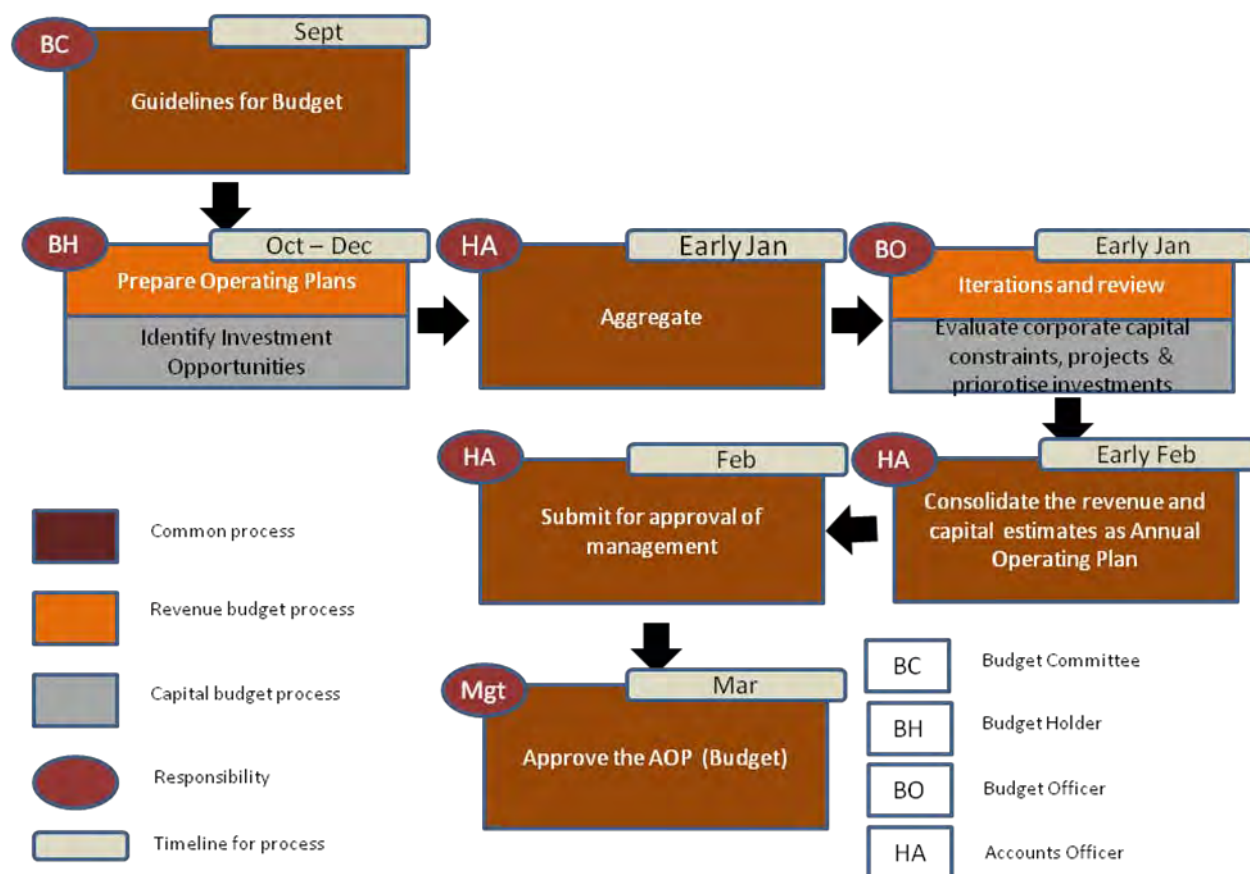 BC
Sept
Guidelines for Budget
BH
Oct – Dec
Prepare Operating Plans
Identify Investment
Opportunities
HA
Early Jan
Aggregate
BO
Early Jan
Iterations and review
Evaluate corporate capital
constraints, projects &
priorotise investments
HA
Feb
Submit for approval of
management
HA
Early Feb
Consolidate the revenue and
capital estimates as Annual
Operating Plan
Mgt
Mar
Approve the AOP (Budget)
Common process
Revenue budget process
Capital budget process
Responsibility
Timeline for process
BC
Budget Committee
BH
Budget Holder
BO
Budget Officer
HA
Accounts Officer